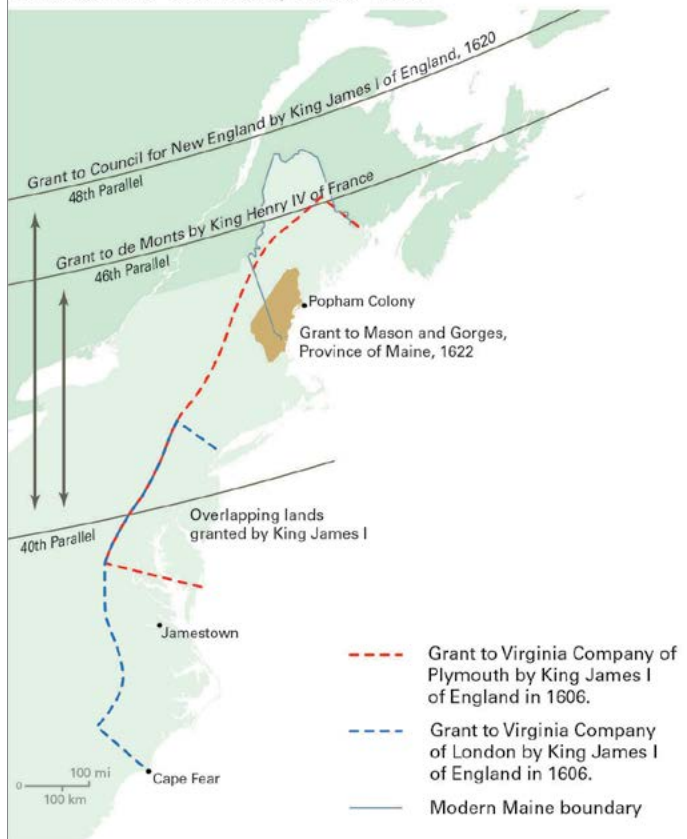 Grant to Council for New England by King James I of England, 1620
48th Parallel
Grant to de Monts by King Henry IV of France
46th Parallel
Popham Colony
Grant to Mason and Gorges,
Province of Maine, 1622
Overlapping lands
granted by King James I
40th Parallel
Jamestown
Cape Fear
0 100 mi
100 km
Grant to Virginia Company of
Plymouth by King James I
of England in 1606.
Grant to Virginia Company
of London by King James I
of England in 1606.
Modern Maine boundary